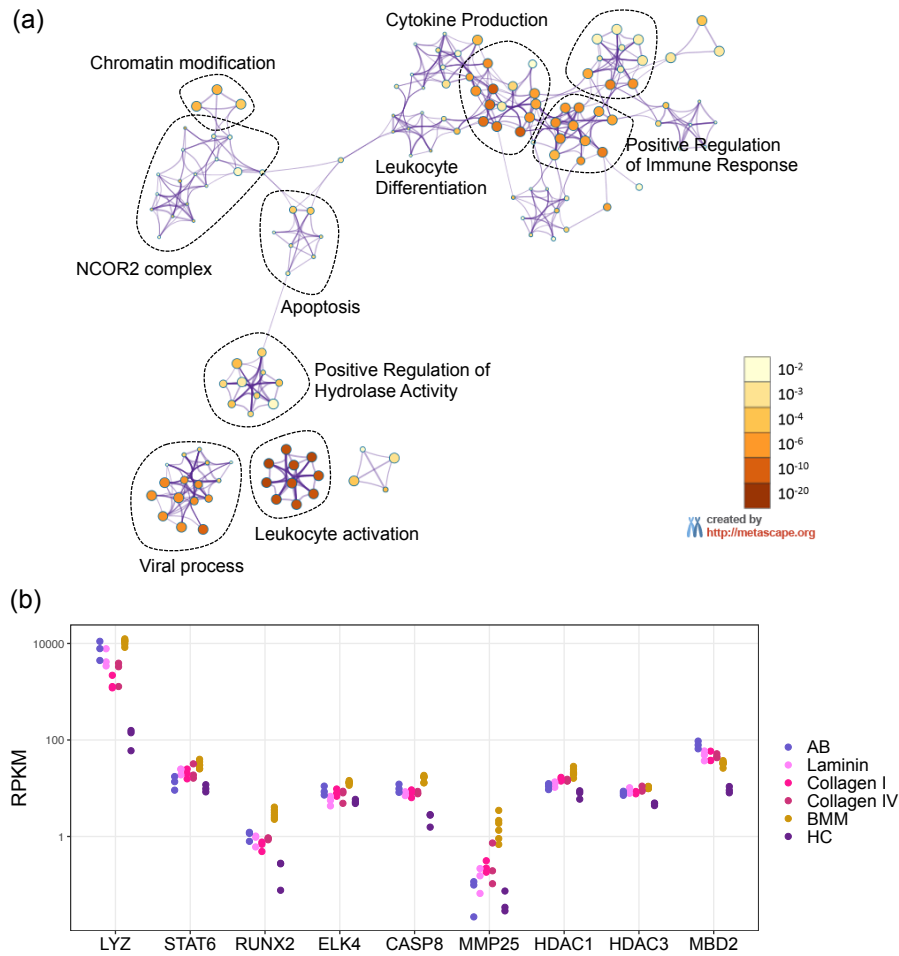 (a)
Cytokine Production
Chromatin modification
Leukocyte
Differentiation
Positive Regulation
of Immune Response
NCOR2 complex
Apoptosis
Positive Regulation of
Hydrolase Activity
10-2
10-3
10-4
10-6
10-10
10-20
created by
http://metascape.org
Leukocyte activation
Viral process
(b)
RPKM
10000
100
1
AB
Laminin
Collagen I
Collagen IV
BMM
HC
LYZ STAT6 RUNX2 ELK4 CASP8 MMP25 HDAC1 HDAC3 MBD2